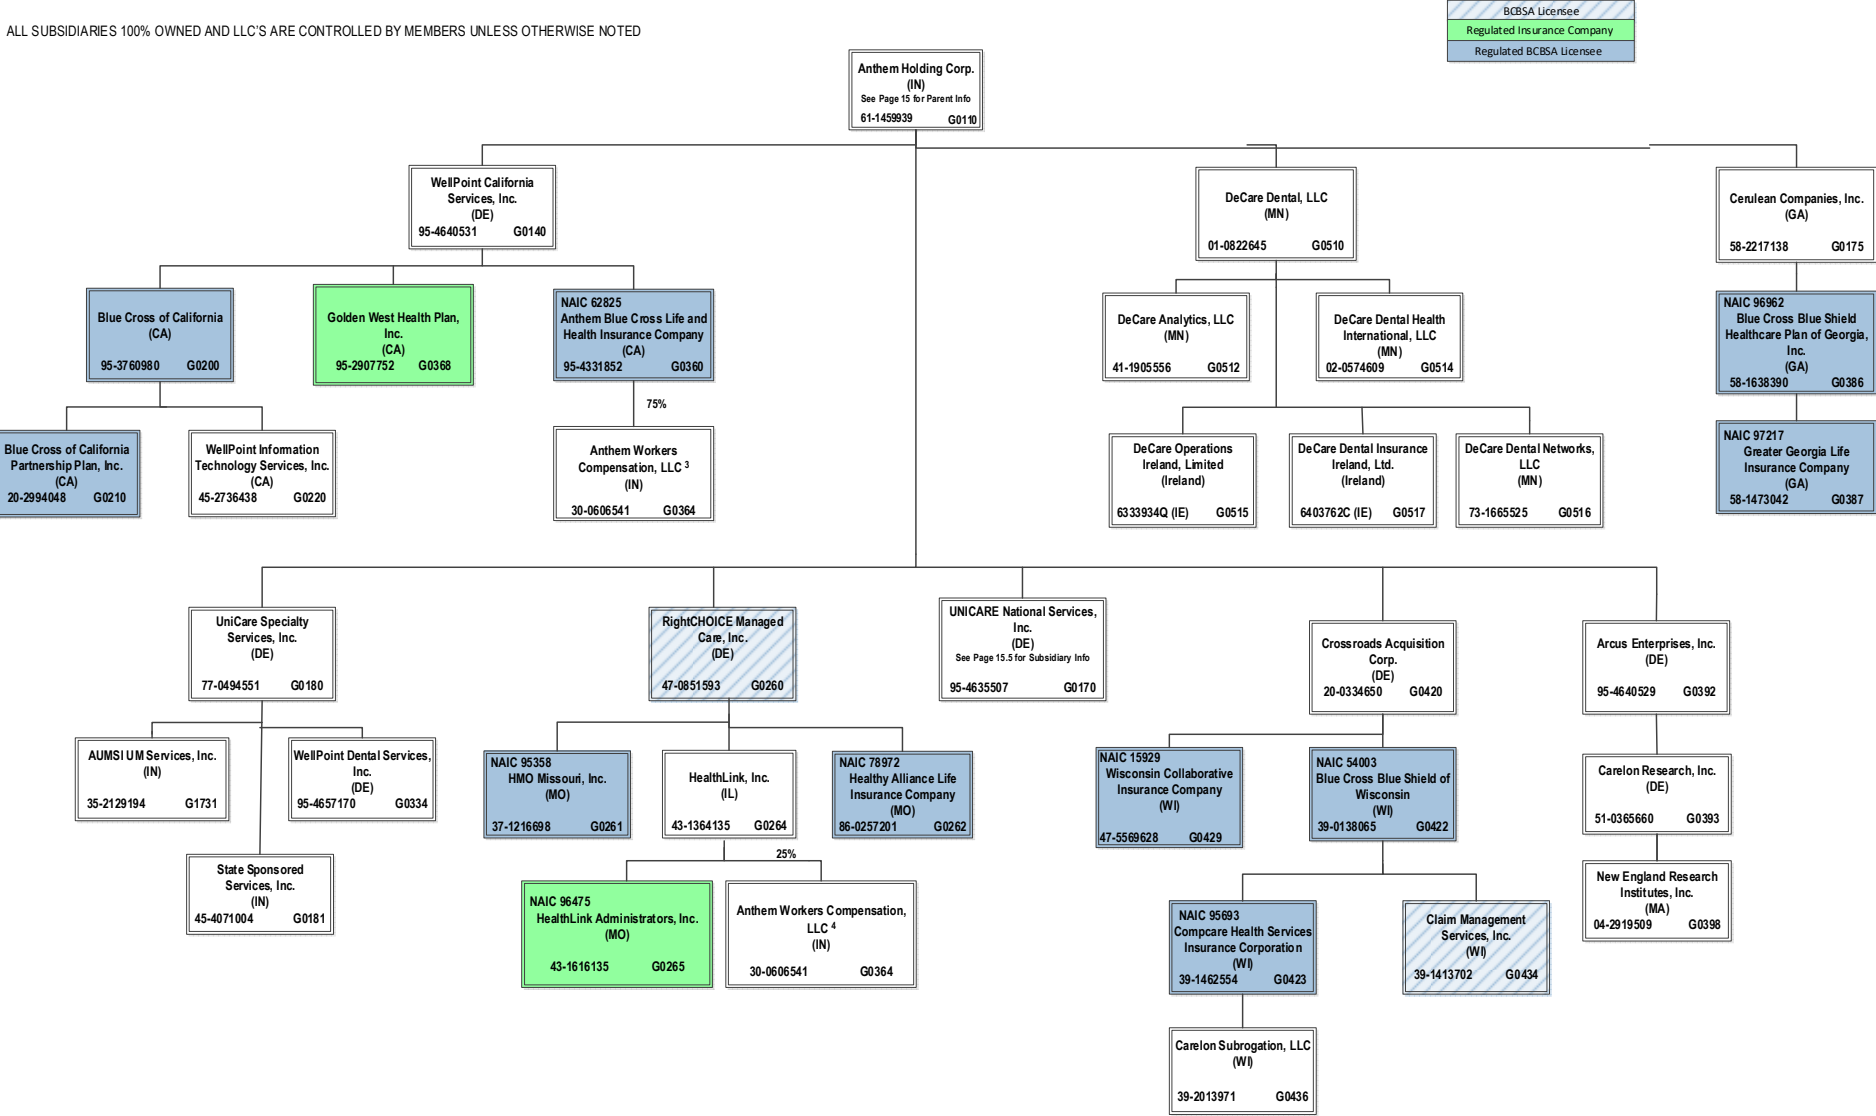 BCBSA Licensee
Regulated Insurance Company
Regulated BCBSA Licensee
ALL SUBSIDIARIES 100% OWNED AND LLC'S ARE CONTROLLED BY MEMBERS UNLESS OTHERWISE NOTED
Anthem Holding Corp.
(IN)
See Page 15 for Parent Info
61-1459939 G0110
WellPoint California
Services, Inc.
(DE)
95-4640531 G0140
DeCare Dental, LLC
(MN)
01-0822645 G0510
Cerulean Companies, Inc.
(GA)
58-2217138 G0175
Blue Cross of California
(CA)
95-3760980 G0200
Golden West Health Plan,
Inc.
(CA)
95-2907752 G0368
NAIC 62825
Anthem Blue Cross Life and
Health Insurance Company
(CA)
95-4331852 G0360
DeCare Analytics, LLC
(MN)
41-1905556 G0512
DeCare Dental Health
International, LLC
(MN)
02-0574609 G0514
NAIC 96962
Blue Cross Blue Shield
Healthcare Plan of Georgia,
Inc.
(GA)
58-1638390 G0386
75%
Blue Cross of California
Partnership Plan, Inc.
(CA)
20-2994048 G0210
WellPoint Information
Technology Services, Inc.
(CA)
45-2736438 G0220
Anthem Workers
Compensation, LLC 3
(IN)
30-0606541 G0364
DeCare Operations
Ireland, Limited
(Ireland)
6333934Q (IE) G0515
DeCare Dental Insurance
Ireland, Ltd.
(Ireland)
6403762C (IE) G0517
DeCare Dental Networks,
LLC
(MN)
73-1665525 G0516
NAIC 97217
Greater Georgia Life
Insurance Company
(GA)
58-1473042 G0387
UniCare Specialty
Services, Inc.
(DE)
77-0494551 G0180
RightCHOICE Managed
Care, Inc.
(DE)
47-0851593 G0260
UNICARE National Services,
Inc.
(DE)
See Page 15.5 for Subsidiary Info
95-4635507 G0170
Crossroads Acquisition
Corp.
(DE)
20-0334650 G0420
Arcus Enterprises, Inc.
(DE)
95-4640529 G0392
AUMSI UM Services, Inc.
(IN)
35-2129194 G1731
WellPoint Dental Services,
Inc.
(DE)
95-4657170 G0334
NAIC 95358
HMO Missouri, Inc.
(MO)
37-1216698 G0261
HealthLink, Inc.
(IL)
43-1364135 G0264
NAIC 78972
Healthy Alliance Life
Insurance Company
(MO)
86-0257201 G0262
NAIC 15929
Wisconsin Collaborative
Insurance Company
(WI)
47-5569628 G0429
NAIC 54003
Blue Cross Blue Shield of
Wisconsin
(WI)
39-0138065 G0422
Carelon Research, Inc.
(DE)
51-0365660 G0393
25%
State Sponsored
Services, Inc.
(IN)
45-4071004 G0181
NAIC 96475
HealthLink Administrators, Inc.
(MO)
43-1616135 G0265
Anthem Workers Compensation,
LLC 4
(IN)
30-0606541 G0364
NAIC 95693
Compcare Health Services
Insurance Corporation
(WI)
39-1462554 G0423
Claim Management
Services, Inc.
(WI)
39-1413702 G0434
New England Research
Institutes, Inc.
(MA)
04-2919509 G0398
Carelon Subrogation, LLC
(WI)
39-2013971 G0436